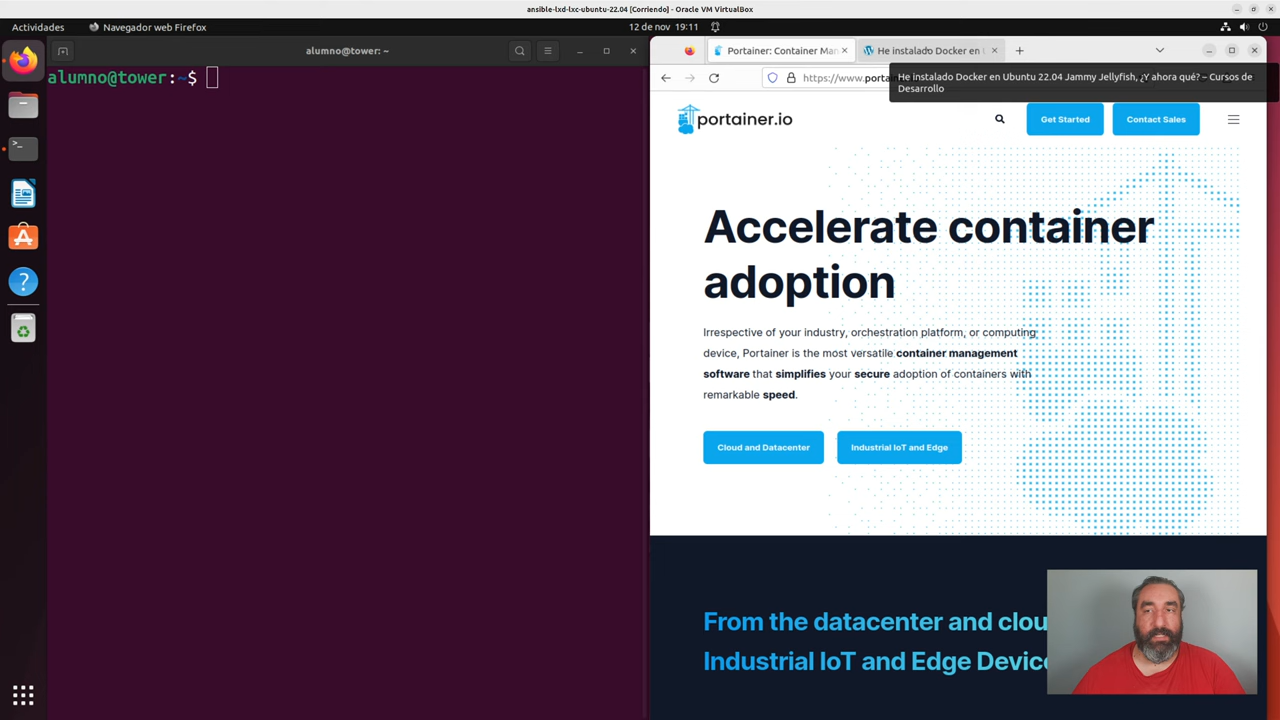 ansible-lxd-lxc-ubuntu-22.04 [Corriendo] - Oracle VM VirtualBox
Actividades
Navegador web Firefox
12 de nov 19:11
alumno@tower: ~
alumno@tower:~$
Portainer: Container Man
He instalado Docker en U
https://www.portai
He instalado Docker en Ubuntu 22.04 Jammy Jellyfish, ¿Y ahora qué? – Cursos de
Desarrollo
portainer.io
Get Started
Contact Sales
Accelerate container
adoption
Irrespective of your industry, orchestration platform, or computing
device, Portainer is the most versatile container management
software that simplifies your secure adoption of containers with
remarkable speed.
Cloud and Datacenter
Industrial IoT and Edge
From the datacenter and clou
Industrial IoT and Edge Device